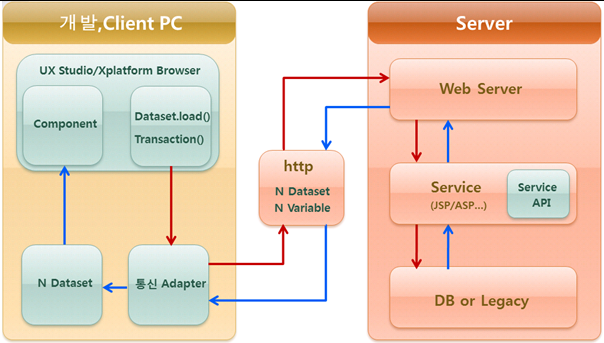 개발,Client PC
UX Studio/Xplatform Browser
Component
Dataset.load()
Transaction()
N Dataset
통신 Adapter
http
N Dataset
N Variable
Server
Web Server
Service
(JSP/ASP...)
Service
API
DB or Legacy